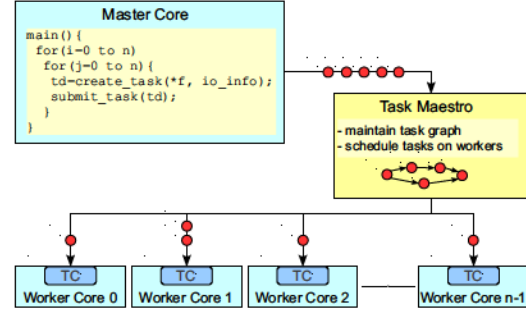 Master Core
main(){
for(i-0 to n)
for(j-0 to n){
td=create_task(*f, io_info);
submit_task(td);
}
}
Task Maestro
- maintain task graph
- schedule tasks on workers
TC
TC
TC
TC
Worker Core 0
Worker Core 1
Worker Core 2
Worker Core n-1